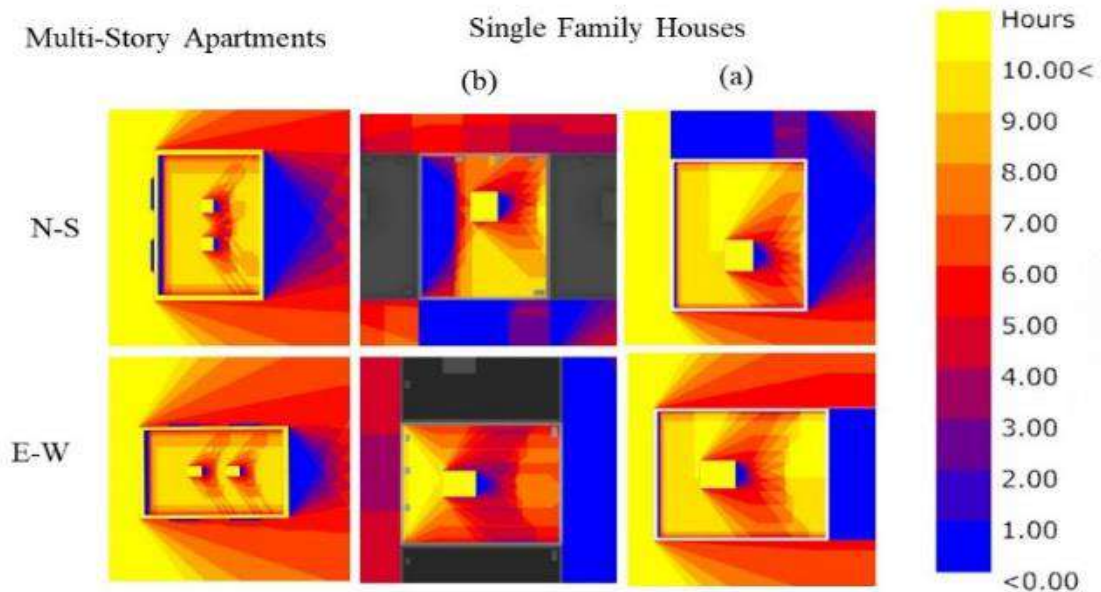 Multi-Story Apartments
Single Family Houses
(b)
(a)
N-S
E-W
Hours
10.00<
9.00
8.00
7.00
6.00
5.00
4.00
3.00
2.00
1.00
<0.00